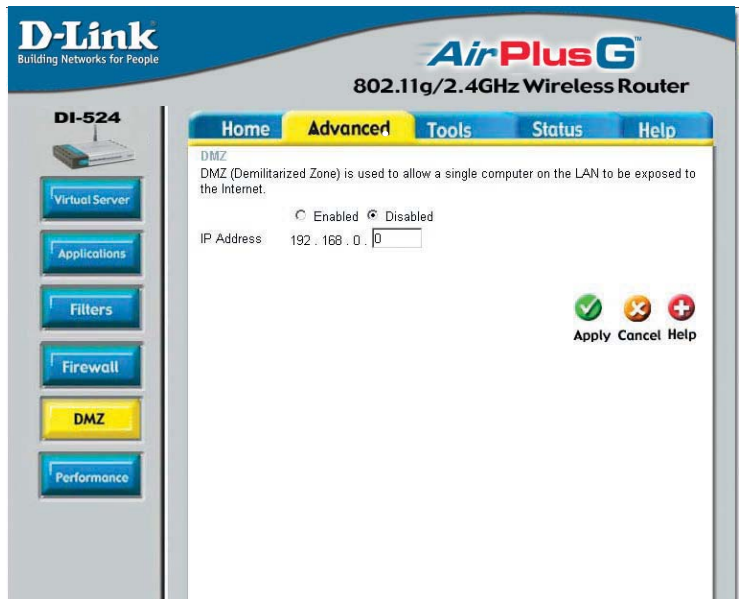 D-Link
Building Networks for People
AirPlus G™
802.11g/2.4GHz Wireless Router
DI-524
Home Advanced Tools Status Help
Virtual Server
Applications
Filters
Firewall
DMZ
Performance
DMZ
DMZ (Demilitarized Zone) is used to allow a single computer on the LAN to be exposed to
the Internet.
Enabled Disabled
IP Address 192 . 168 . 0 . 0
Apply Cancel Help